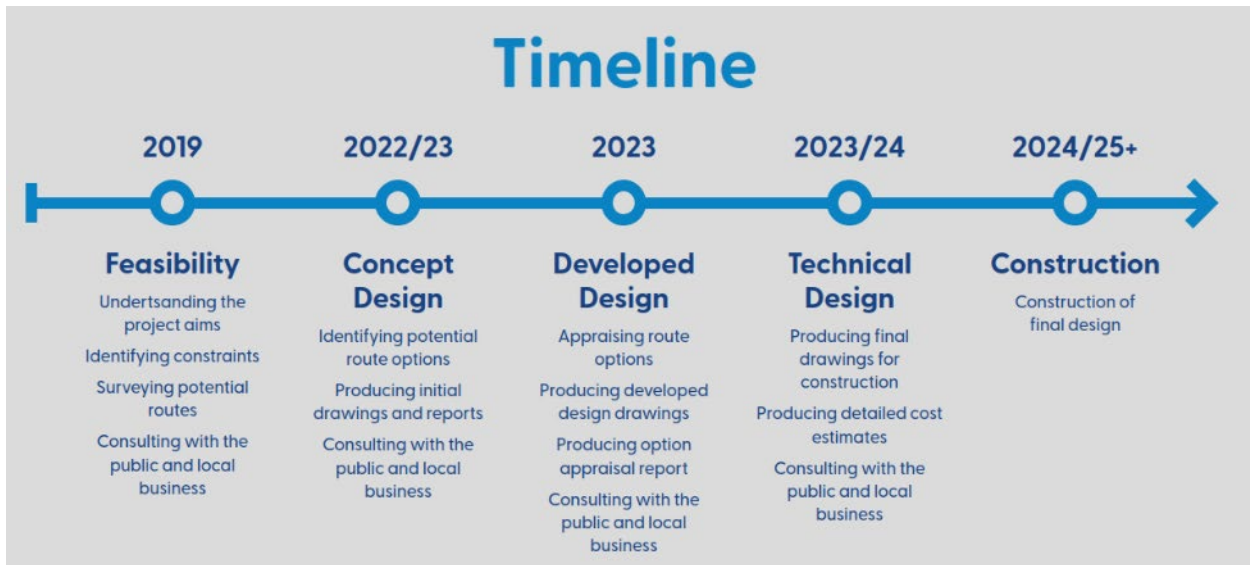 Timeline
2019
Feasibility
Undertsanding the
project aims
Identifying constraints
Surveying potential
routes
Consulting with the
public and local
business
2022/23
Concept
Design
Identifying potential
route options
Producing initial
drawings and reports
Consulting with the
public and local
business
2023
Developed
Design
Appraising route
options
Producing developed
design drawings
Producing option
appraisal report
Consulting with the
public and local
business
2023/24
Technical
Design
Producing final
drawings for
construction
Producing detailed cost
estimates
Consulting with the
public and local
business
2024/25+
Construction
Construction of
final design